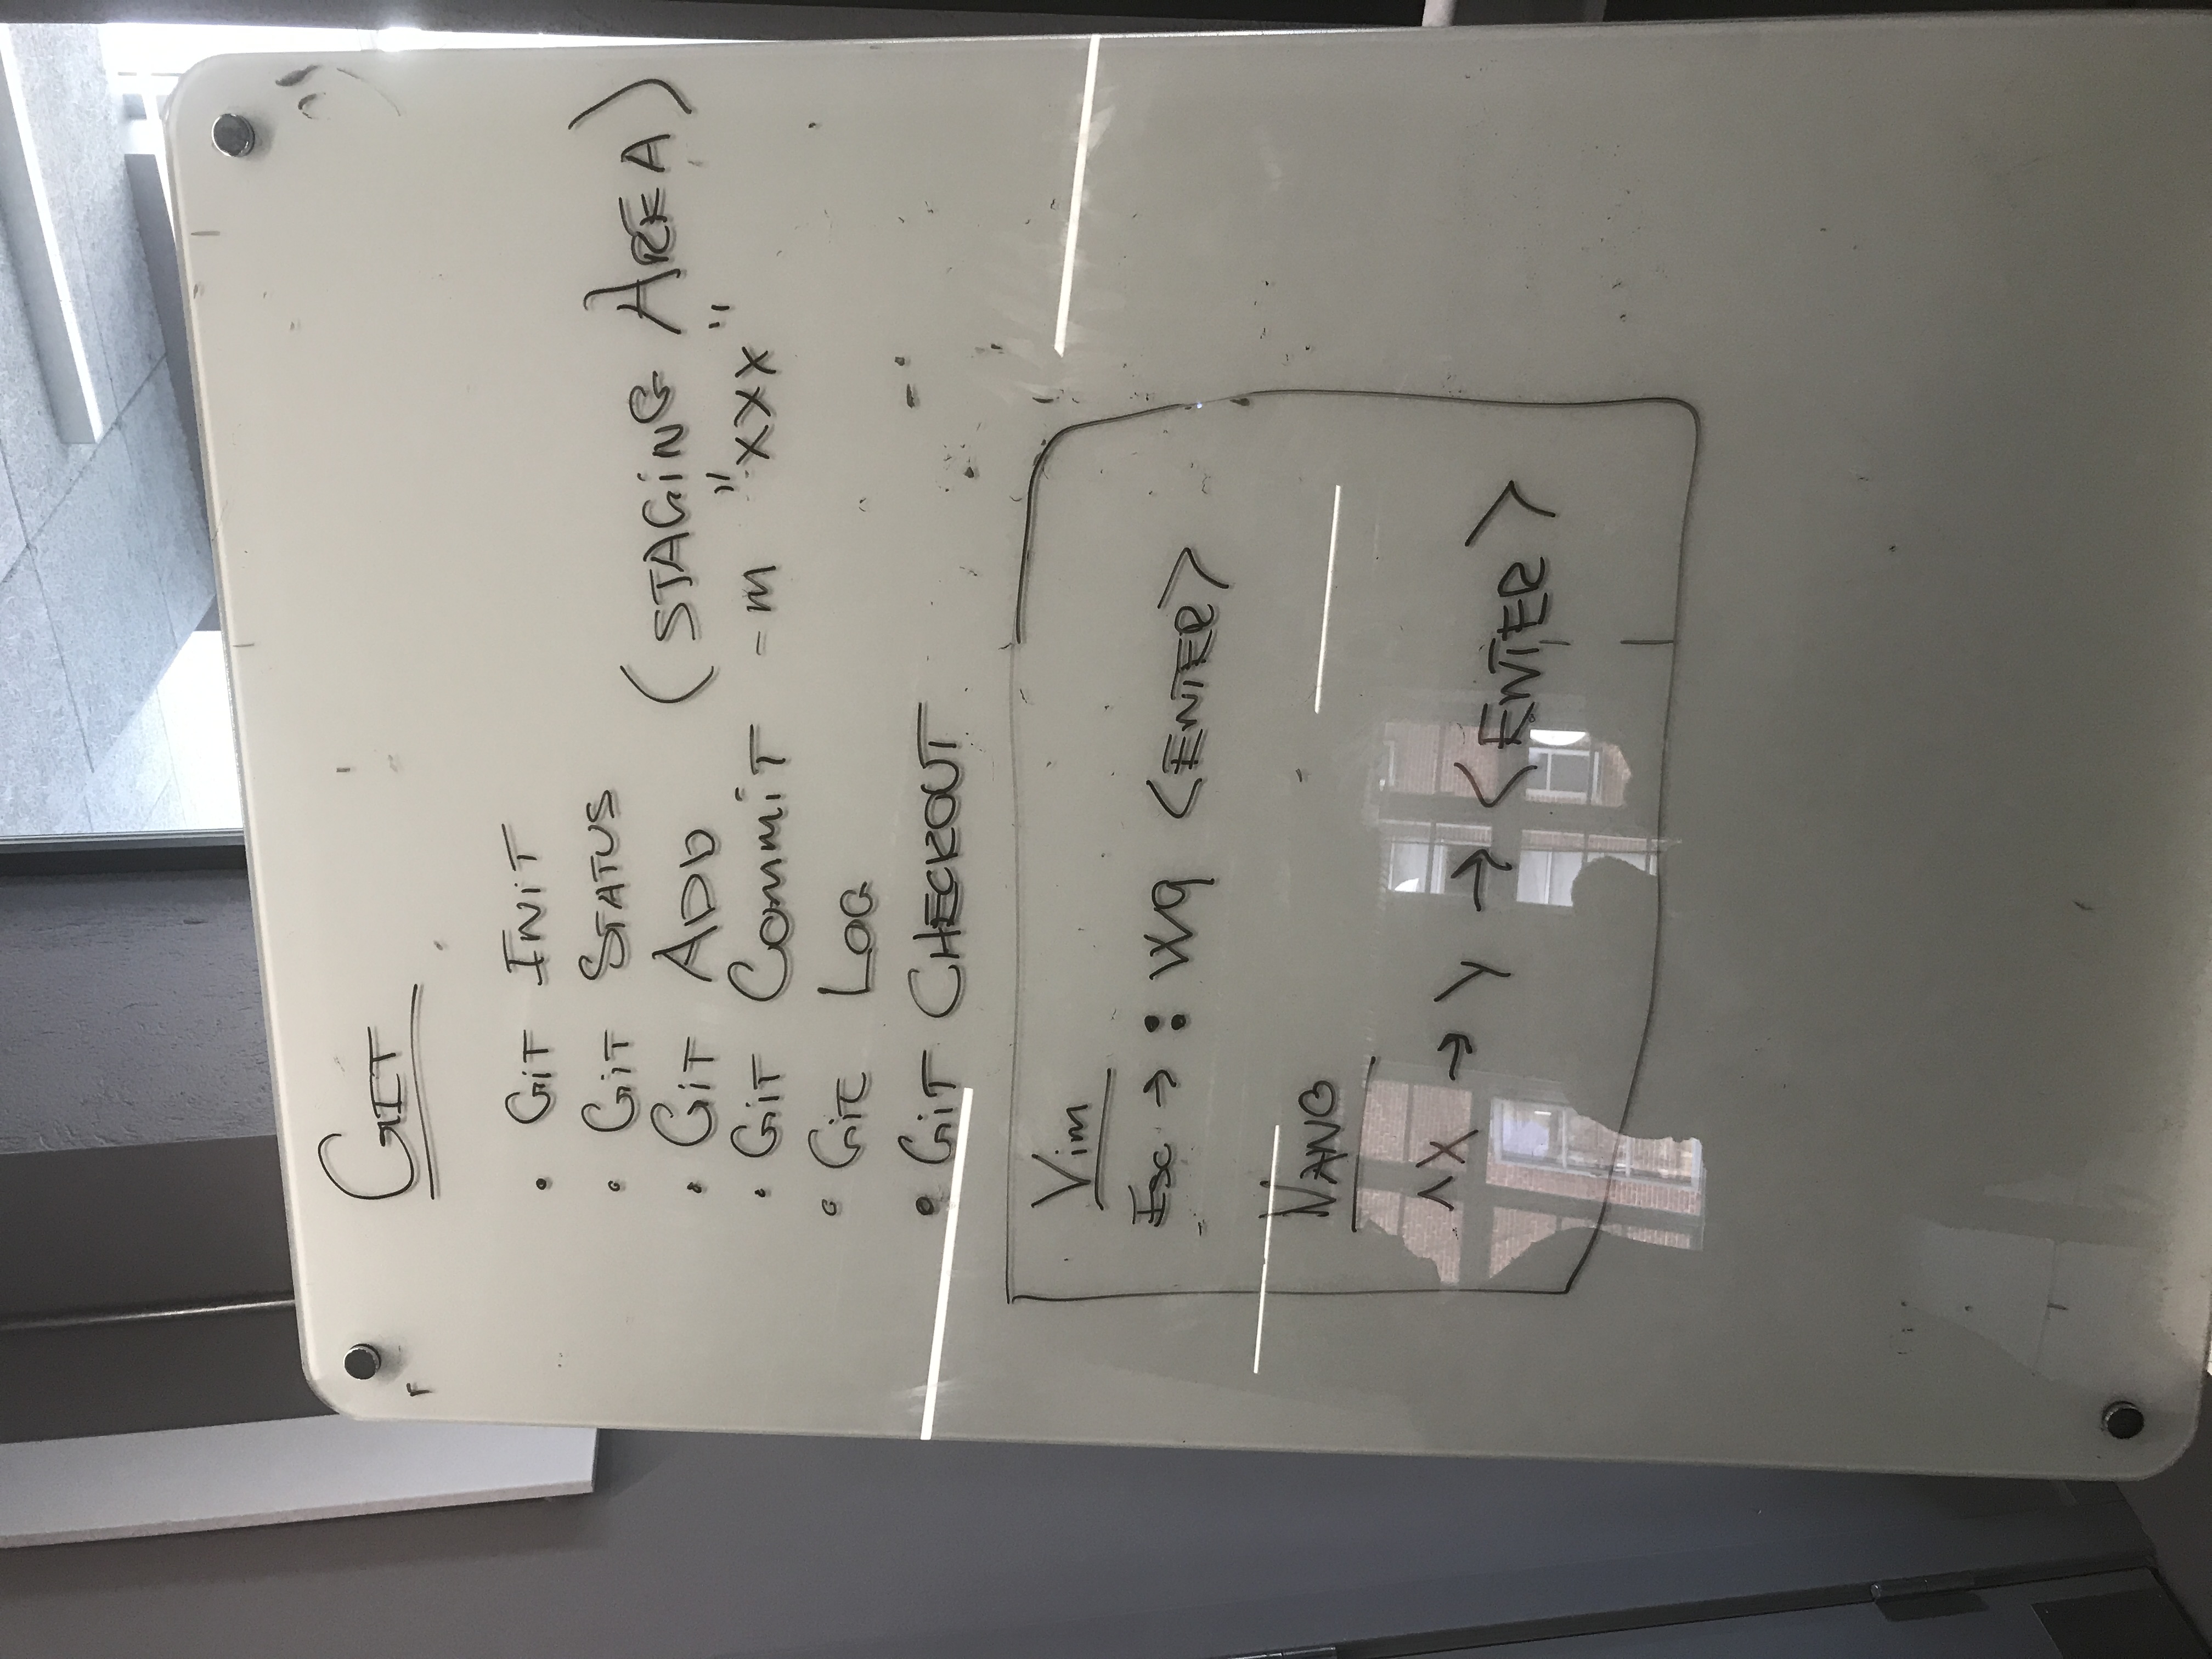 GIT
• GiT INiT
• GiT STATUS
• GiT ADD (STAGiNG AREA)
• GiT COMMiT -m "xxx"
• GiT LOG
• GiT CHECKOUT
Vim
Esc → : wq <ENTER>
NANO
^X → Y → <ENTER>